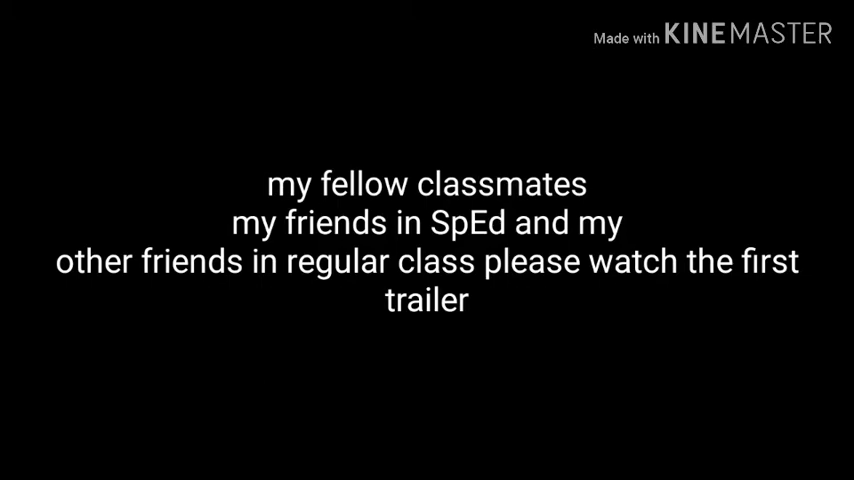 Made with KINEMASTER
my fellow classmates
my friends in SpEd and my
other friends in regular class please watch the first
trailer